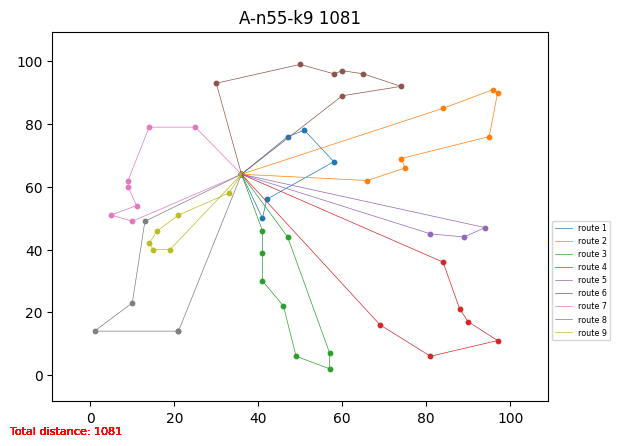 A-n55-k9 1081
100
80
60
40
20
0
0 20 40 60 80 100
route 1
route 2
route 3
route 4
route 5
route 6
route 7
route 8
route 9
Total distance: 1081